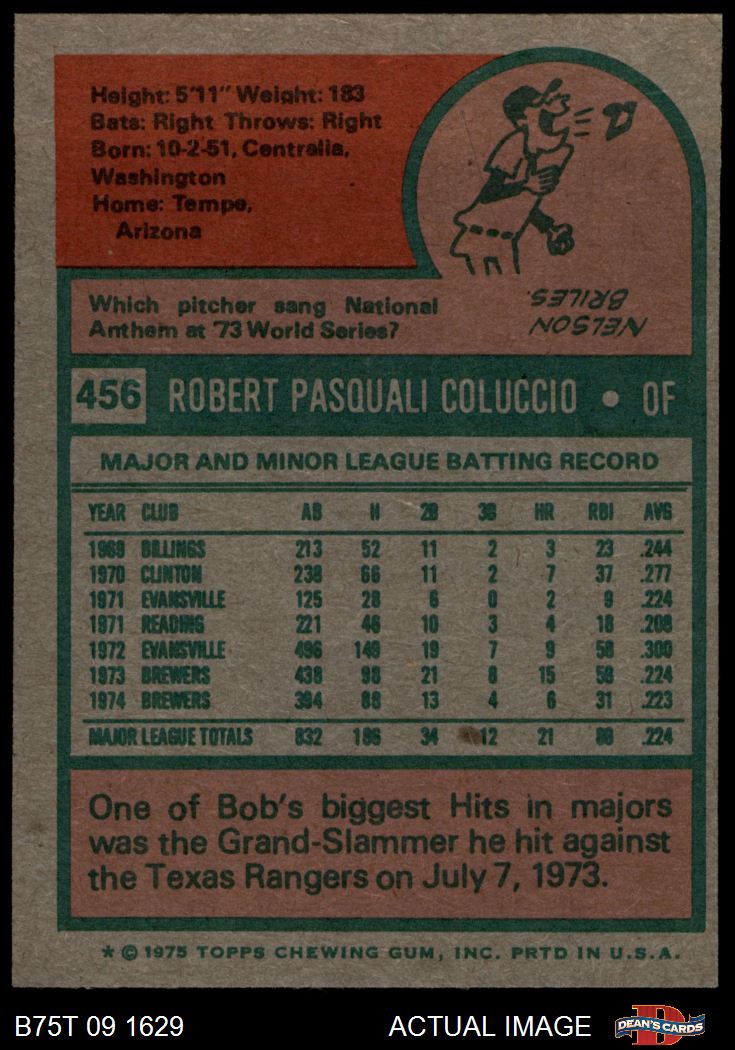 Height: 5'11" Weight: 183
Bats: Right Throws: Right
Born: 10-2-51, Centralia,
Washington
Home: Tempe,
Arizona
Which pitcher sang National
Anthem at '73 World Series?
NELSON
BRILES.
456 ROBERT PASQUALI COLUCCIO • OF
MAJOR AND MINOR LEAGUE BATTING RECORD
YEAR CLUB AB H 2B 3B HR RBI AVG
1969 BILLINGS 213 52 11 2 3 23 .244
1970 CLINTON 238 66 11 2 7 37 .277
1971 EVANSVILLE 125 28 6 0 2 9 .224
1971 READING 221 46 10 3 4 18 .208
1972 EVANSVILLE 496 149 19 7 9 58 .300
1973 BREWERS 438 98 21 8 15 58 .224
1974 BREWERS 394 88 13 4 6 31 .223
MAJOR LEAGUE TOTALS 832 186 34 12 21 .224
One of Bob's biggest Hits in majors
was the Grand-Slammer he hit against
the Texas Rangers on July 7, 1973.
* © 1975 TOPPS CHEWING GUM, INC. PRTD IN U.S.A.
B75T 09 1629 ACTUAL IMAGE DEAN'S CARDS